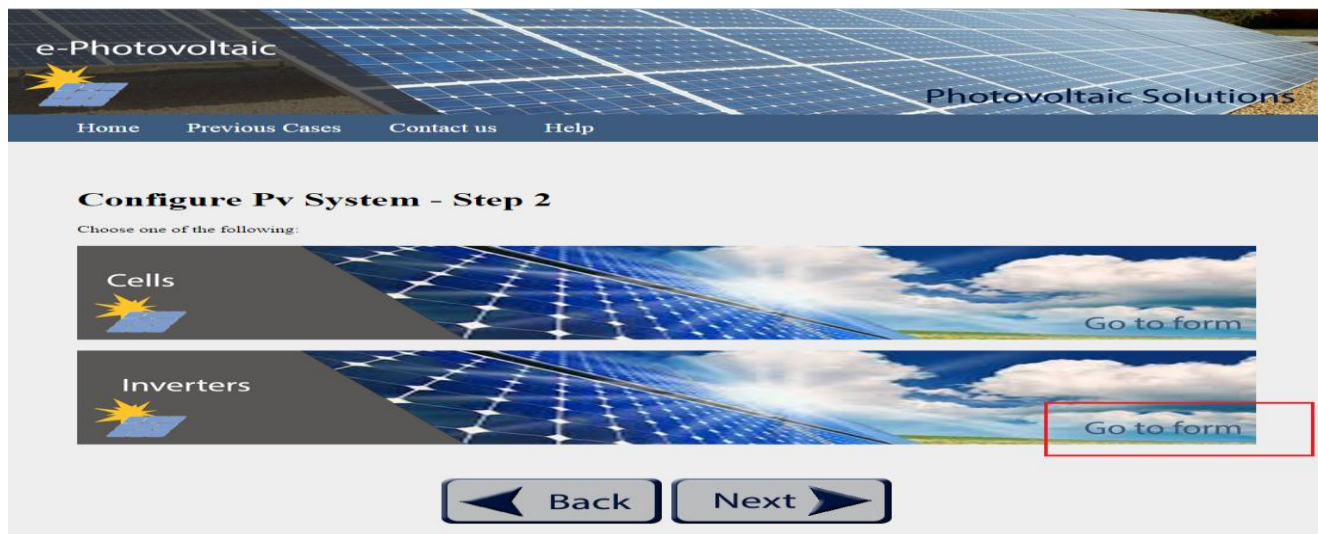 e-Photovoltaic
Photovoltaic Solutions
Home Previous Cases Contact us Help
Configure Pv System - Step 2
Choose one of the following:
Cells
Go to form
Inverters
Go to form
Back Next